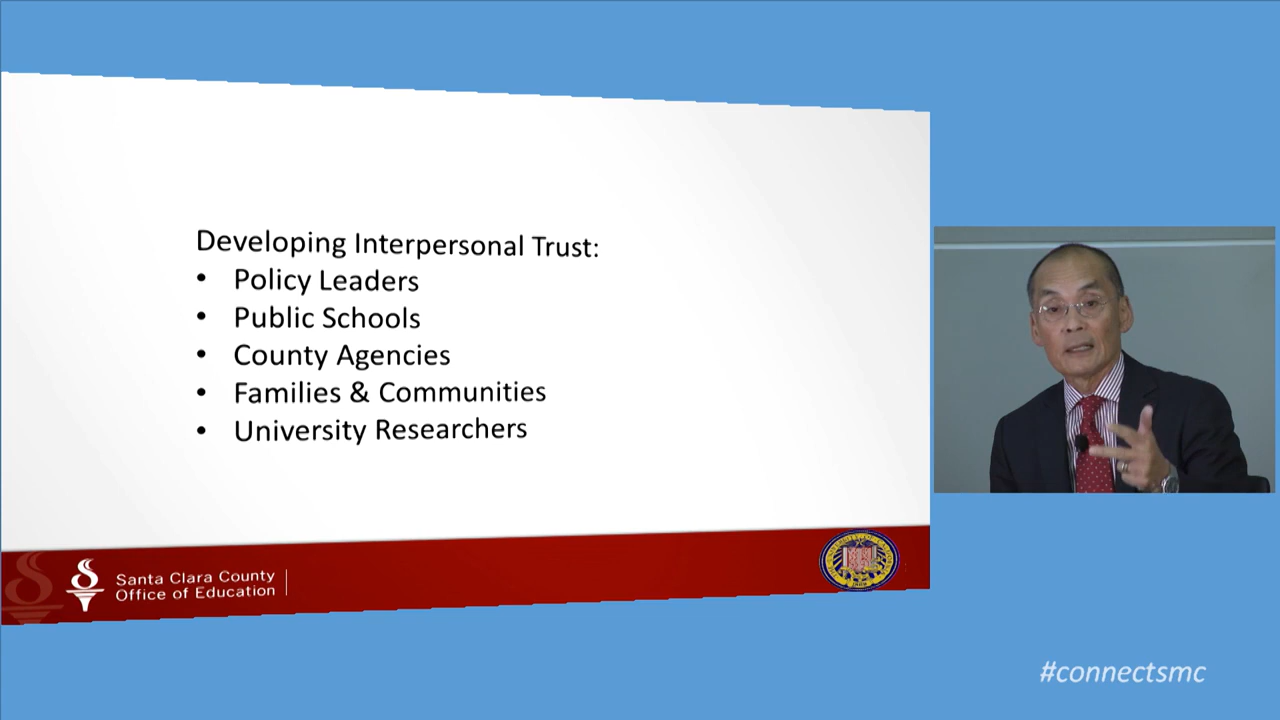 Developing Interpersonal Trust:
• Policy Leaders
• Public Schools
• County Agencies
• Families & Communities
• University Researchers
Santa Clara County
Office of Education
#connectsmc